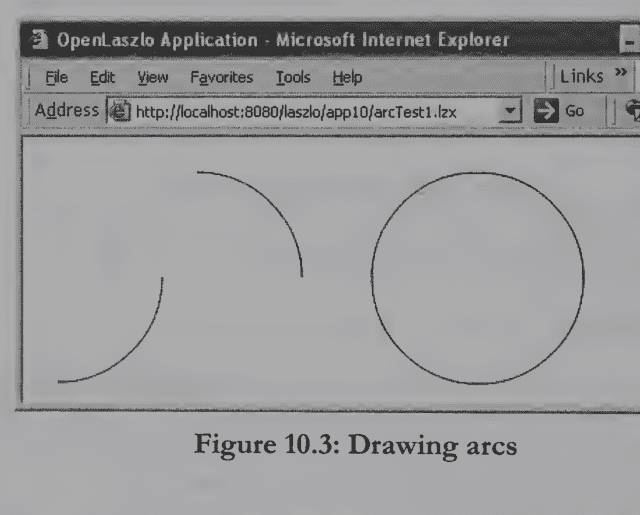 OpenLaszlo Application - Microsoft Internet Explorer
File Edit View Favorites Tools Help Links »
Address http://localhost:8080/laszlo/app10/arcTest1.lzx Go
Figure 10.3: Drawing arcs